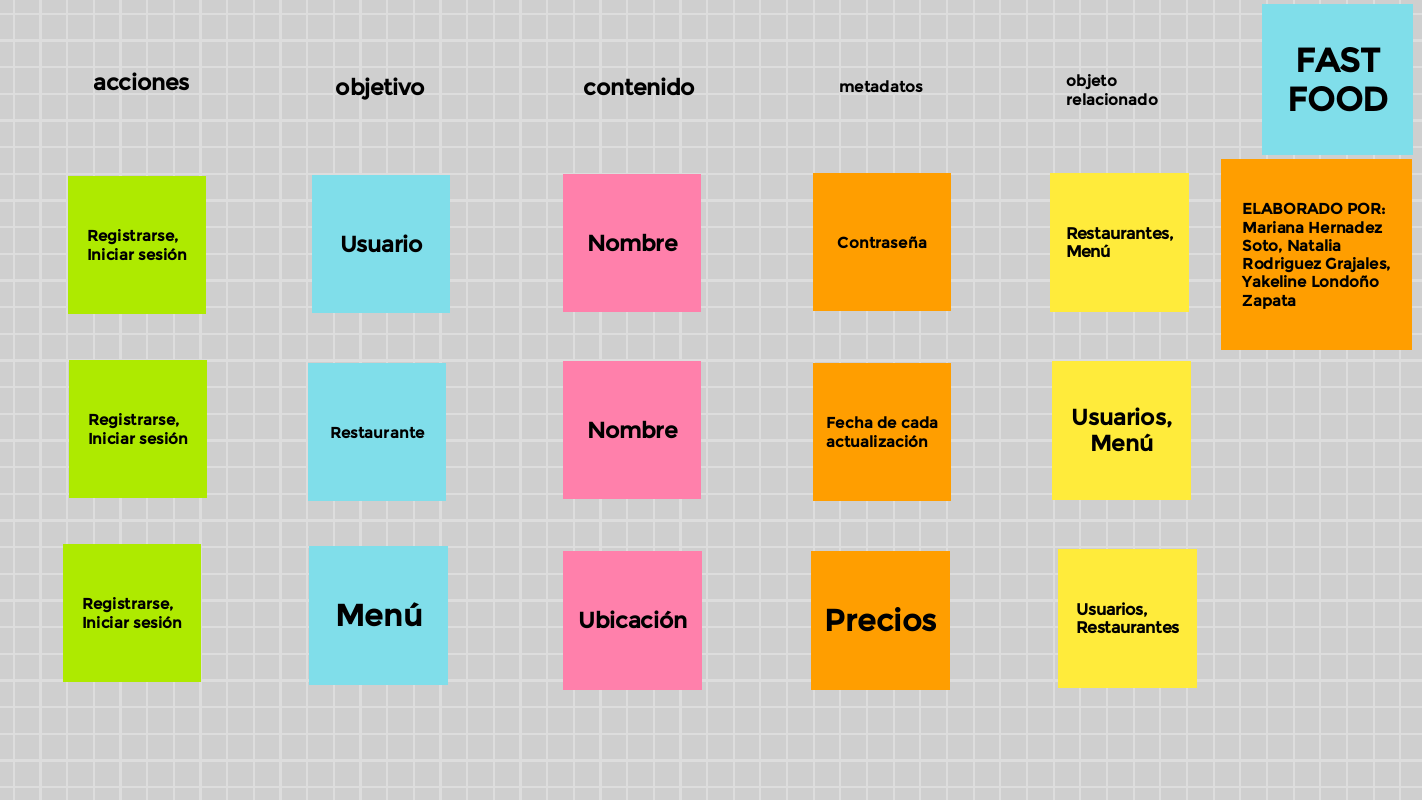 acciones
objetivo
contenido
metadatos
objeto
relacionado
FAST
FOOD
Registrarse,
Iniciar sesión
Usuario
Nombre
Contraseña
Restaurantes,
Menú
ELABORADO POR:
Mariana Hernadez
Soto, Natalia
Rodriguez Grajales,
Yakeline Londoño
Zapata
Registrarse,
Iniciar sesión
Restaurante
Nombre
Fecha de cada
actualización
Usuarios,
Menú
Registrarse,
Iniciar sesión
Menú
Ubicación
Precios
Usuarios,
Restaurantes